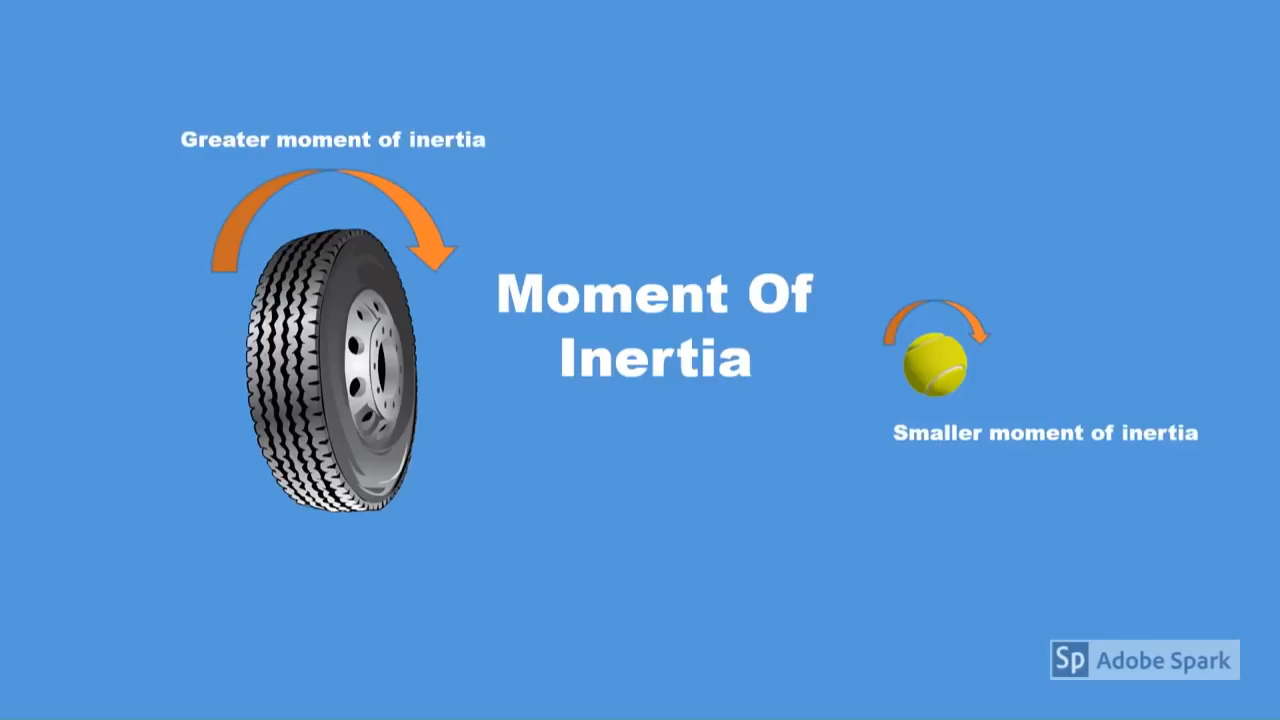 Greater moment of inertia
Moment Of
Inertia
Smaller moment of inertia
Sp Adobe Spark